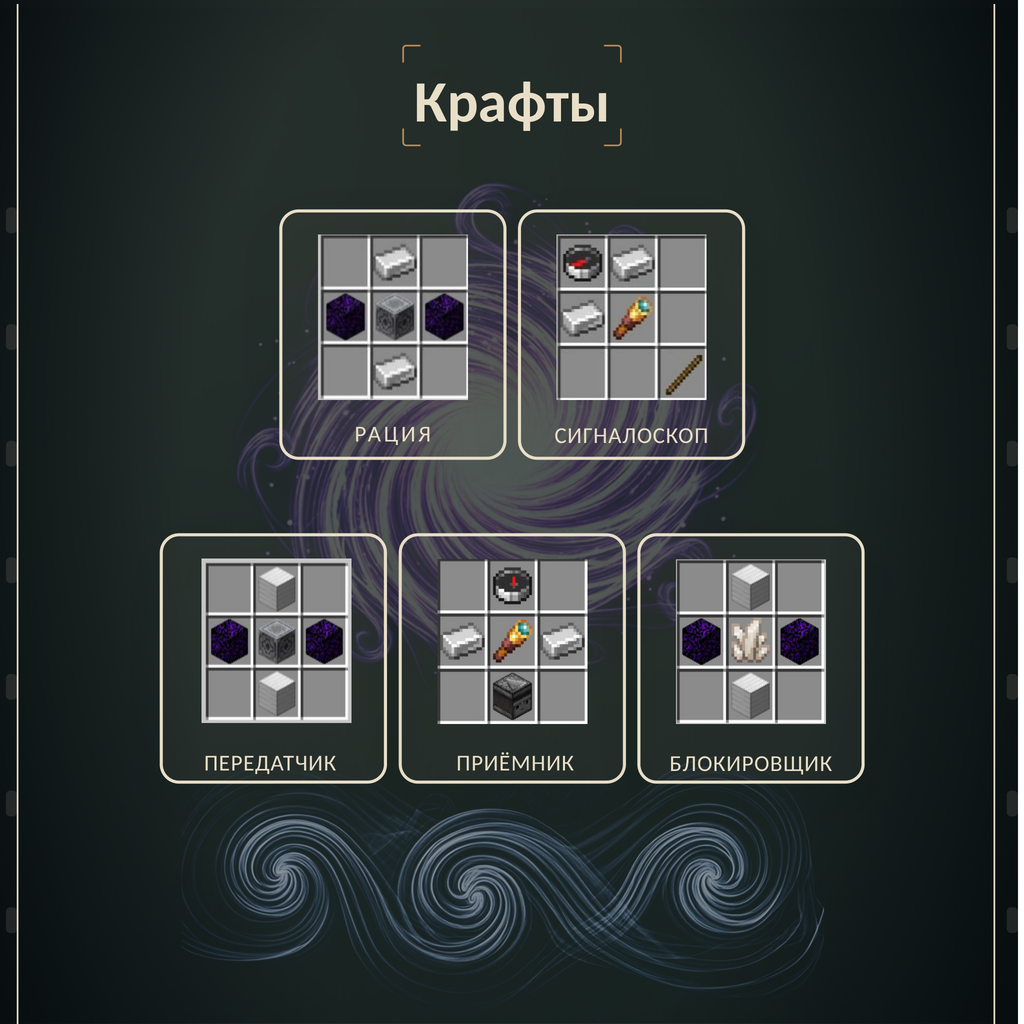 Крафты
РАЦИЯ
СИГНАЛОСКОП
ПЕРЕДАТЧИК
ПРИЁМНИК
БЛОКИРОВЩИК